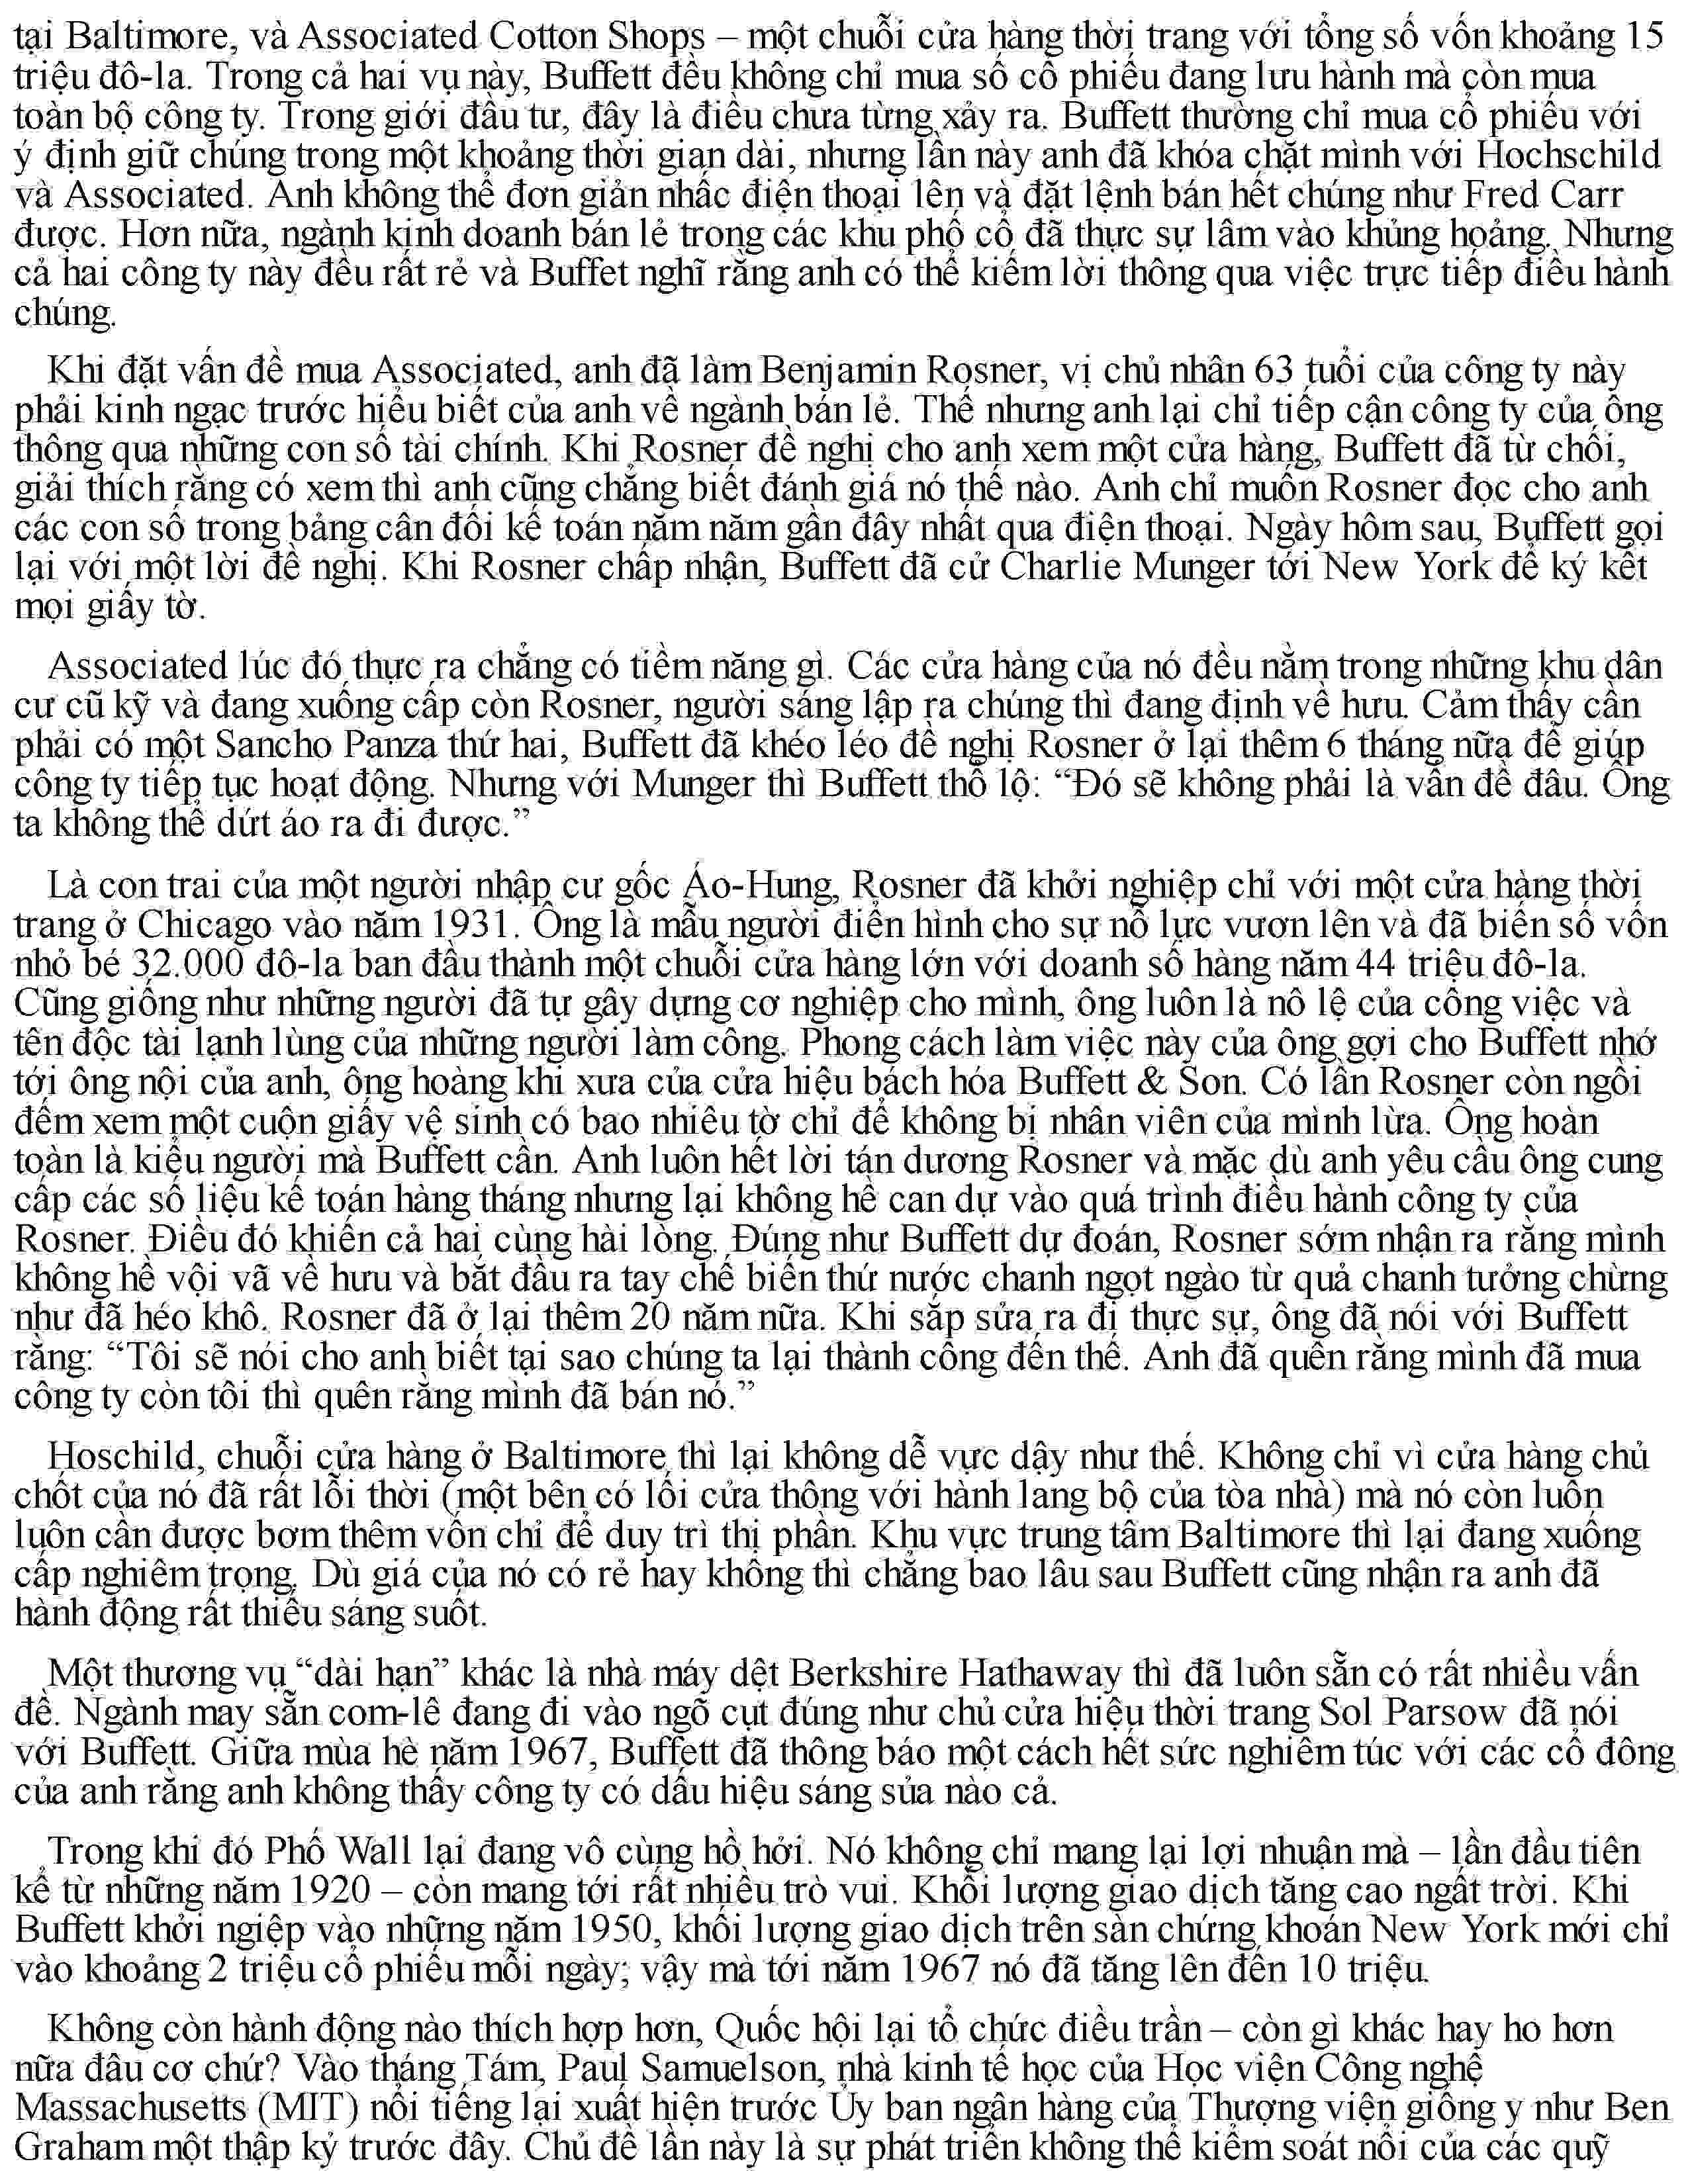 tại Baltimore, và Associated Cotton Shops – một chuỗi cửa hàng thời trang với tổng số vốn khoảng 15
triệu đô-la. Trong cả hai vụ này, Buffett đều không chỉ mua số cổ phiếu đang lưu hành mà còn mua
toàn bộ công ty. Trong giới đầu tư, đây là điều chưa từng xảy ra. Buffett thường chỉ mua cổ phiếu với
ý định giữ chúng trong một khoảng thời gian dài, nhưng lần này anh đã khóa chặt mình với Hochschild
và Associated. Anh không thể đơn giản nhấc điện thoại lên và đặt lệnh bán hết chúng như Fred Carr
được. Hơn nữa, ngành kinh doanh bán lẻ trong các khu phố cổ đã thực sự lâm vào khủng hoảng. Nhưng
cả hai công ty này đều rất rẻ và Buffet nghĩ rằng anh có thể kiếm lời thông qua việc trực tiếp điều hành
chúng.
Khi đặt vấn đề mua Associated, anh đã làm Benjamin Rosner, vị chủ nhân 63 tuổi của công ty này
phải kinh ngạc trước hiểu biết của anh về ngành bán lẻ. Thế nhưng anh lại chỉ tiếp cận công ty của ông
thông qua những con số tài chính. Khi Rosner đề nghị cho anh xem một cửa hàng, Buffett đã từ chối,
giải thích rằng có xem thì anh cũng chẳng biết đánh giá nó thế nào. Anh chỉ muốn Rosner đọc cho anh
các con số trong bảng cân đối kế toán năm năm gần đây nhất qua điện thoại. Ngày hôm sau, Buffett gọi
lại với một lời đề nghị. Khi Rosner chấp nhận, Buffett đã cử Charlie Munger tới New York để ký kết
mọi giấy tờ.
Associated lúc đó thực ra chẳng có tiềm năng gì. Các cửa hàng của nó đều nằm trong những khu dân
cư cũ kỹ và đang xuống cấp còn Rosner, người sáng lập ra chúng thì đang định về hưu. Cảm thấy cần
phải có một Sancho Panza thứ hai, Buffett đã khéo léo đề nghị Rosner ở lại thêm 6 tháng nữa để giúp
công ty tiếp tục hoạt động. Nhưng với Munger thì Buffett thổ lộ: “Đó sẽ không phải là vấn đề đâu. Ông
ta không thể dứt áo ra đi được.”
Là con trai của một người nhập cư gốc Áo-Hung, Rosner đã khởi nghiệp chỉ với một cửa hàng thời
trang ở Chicago vào năm 1931. Ông là mẫu người điển hình cho sự nỗ lực vươn lên và đã biến số vốn
nhỏ bé 32.000 đô-la ban đầu thành một chuỗi cửa hàng lớn với doanh số hàng năm 44 triệu đô-la.
Cũng giống như những người đã tự gây dựng cơ nghiệp cho mình, ông luôn là nô lệ của công việc và
tên độc tài lạnh lùng của những người làm công. Phong cách làm việc này của ông gợi cho Buffett nhớ
tới ông nội của anh, ông hoàng khi xưa của cửa hiệu bách hóa Buffett & Son. Có lần Rosner còn ngồi
đếm xem một cuộn giấy vệ sinh có bao nhiêu tờ chỉ để không bị nhân viên của mình lừa. Ông hoàn
toàn là kiểu người mà Buffett cần. Anh luôn hết lời tán dương Rosner và mặc dù anh yêu cầu ông cung
cấp các số liệu kế toán hàng tháng nhưng lại không hề can dự vào quá trình điều hành công ty của
Rosner. Điều đó khiến cả hai cùng hài lòng. Đúng như Buffett dự đoán, Rosner sớm nhận ra rằng mình
không hề vội vã về hưu và bắt đầu ra tay chế biến thứ nước chanh ngọt ngào từ quả chanh tưởng chừng
như đã héo khô. Rosner đã ở lại thêm 20 năm nữa. Khi sắp sửa ra đi thực sự, ông đã nói với Buffett
rằng: “Tôi sẽ nói cho anh biết tại sao chúng ta lại thành công đến thế. Anh đã quên rằng mình đã mua
công ty còn tôi thì quên rằng mình đã bán nó.”
Hoschild, chuỗi cửa hàng ở Baltimore thì lại không dễ vực dậy như thế. Không chỉ vì cửa hàng chủ
chốt của nó đã rất lỗi thời (một bên có lối cửa thông với hành lang bộ của tòa nhà) mà nó còn luôn
luôn cần được bơm thêm vốn chỉ để duy trì thị phần. Khu vực trung tâm Baltimore thì lại đang xuống
cấp nghiêm trọng. Dù giá của nó có rẻ hay không thì chẳng bao lâu sau Buffett cũng nhận ra anh đã
hành động rất thiếu sáng suốt.
Một thương vụ “dài hạn” khác là nhà máy dệt Berkshire Hathaway thì đã luôn sẵn có rất nhiều vấn
đề. Ngành may sẵn com-lê đang đi vào ngõ cụt đúng như chủ cửa hiệu thời trang Sol Parsow đã nói
với Buffett. Giữa mùa hè năm 1967, Buffett đã thông báo một cách hết sức nghiêm túc với các cổ đông
của anh rằng anh không thấy công ty có dấu hiệu sáng sủa nào cả.
Trong khi đó Phố Wall lại đang vô cùng hồ hởi. Nó không chỉ mang lại lợi nhuận mà – lần đầu tiên
kể từ những năm 1920 – còn mang tới rất nhiều trò vui. Khối lượng giao dịch tăng cao ngất trời. Khi
Buffett khởi ngiệp vào những năm 1950, khối lượng giao dịch trên sàn chứng khoán New York mới chỉ
vào khoảng 2 triệu cổ phiếu mỗi ngày; vậy mà tới năm 1967 nó đã tăng lên đến 10 triệu.
Không còn hành động nào thích hợp hơn, Quốc hội lại tổ chức điều trần – còn gì khác hay ho hơn
nữa đâu cơ chứ? Vào tháng Tám, Paul Samuelson, nhà kinh tế học của Học viện Công nghệ
Massachusetts (MIT) nổi tiếng lại xuất hiện trước Ủy ban ngân hàng của Thượng viện giống y như Ben
Graham một thập kỷ trước đây. Chủ đề lần này là sự phát triển không thể kiểm soát nổi của các quỹ